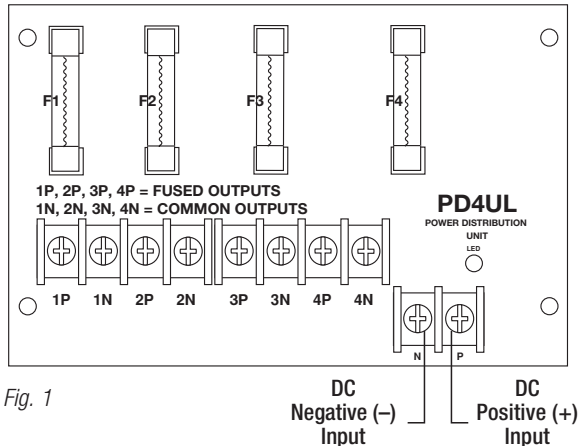 F1 F2 F3 F4
1P, 2P, 3P, 4P = FUSED OUTPUTS
1N, 2N, 3N, 4N = COMMON OUTPUTS
PD4UL
POWER DISTRIBUTION
UNIT
LED
1P 1N 2P 2N 3P 3N 4P 4N
N P
Fig. 1
DC
Negative (–)
Input
DC
Positive (+)
Input